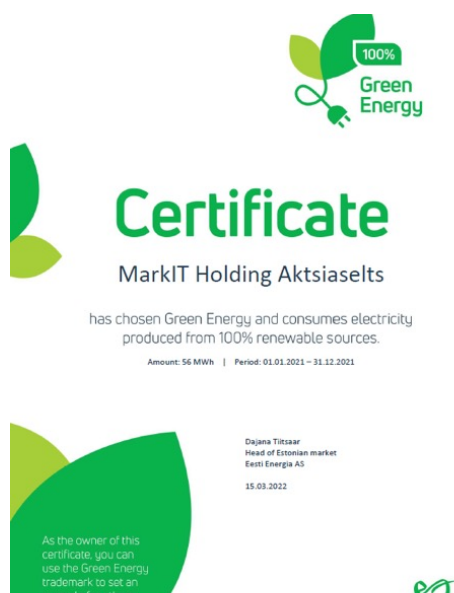 100%
Green
Energy
Certificate
MarkIT Holding Aktsiaselts
has chosen Green Energy and consumes electricity
produced from 100% renewable sources.
Amount: 56 MWh | Period: 01.01.2021 – 31.12.2021
Dajana Tiitsaar
Head of Estonian market
Eesti Energia AS
15.03.2022
As the owner of this
certificate, you can
use the Green Energy
trademark to set an